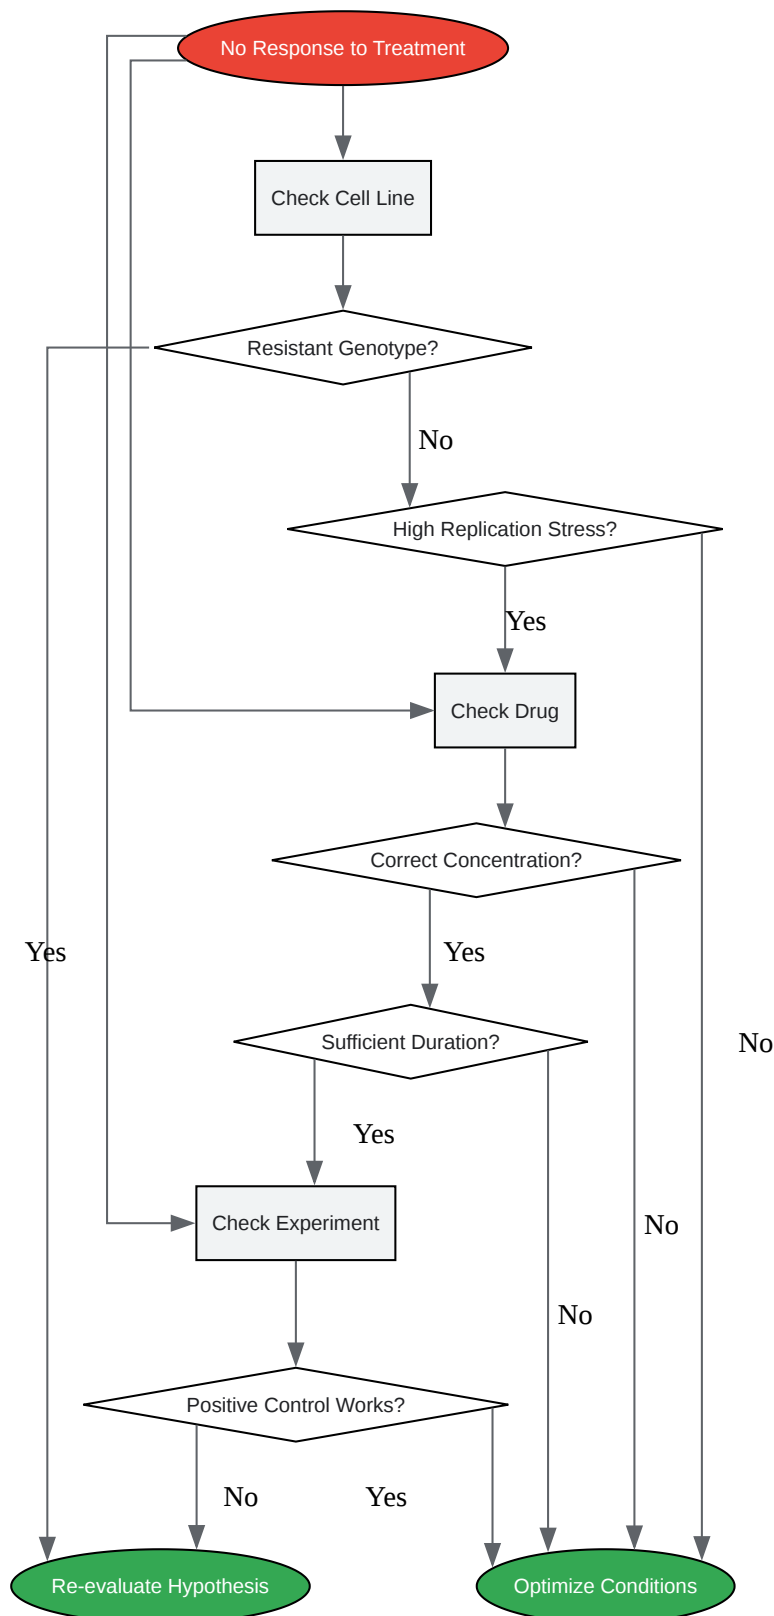 No Response to Treatment
Check Cell Line
Resistant Genotype?
No
High Replication Stress?
Yes
Check Drug
Correct Concentration?
Yes
Yes
Sufficient Duration?
No
Yes
Check Experiment
No
No
Positive Control Works?
No
Yes
Re-evaluate Hypothesis
Optimize Conditions